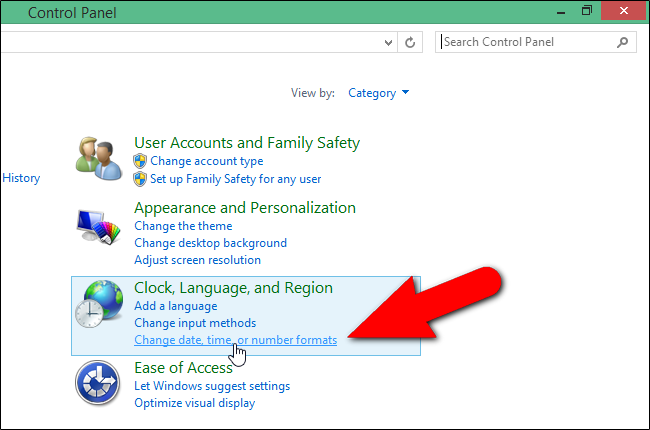 Control Panel
Search Control Panel
View by: Category
User Accounts and Family Safety
Change account type
History
Set up Family Safety for any user
Appearance and Personalization
Change the theme
Change desktop background
Adjust screen resolution
Clock, Language, and Region
Add a language
Change input methods
Change date, time, or number formats
Ease of Access
Let Windows suggest settings
Optimize visual display